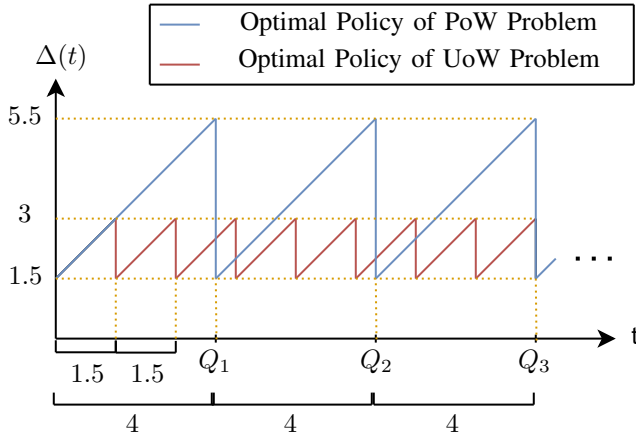 Optimal Policy of PoW Problem
Optimal Policy of UoW Problem
Δ(t)
5.5
3
1.5
t
1.5 1.5
Q₁ Q₂ Q₃
4 4 4